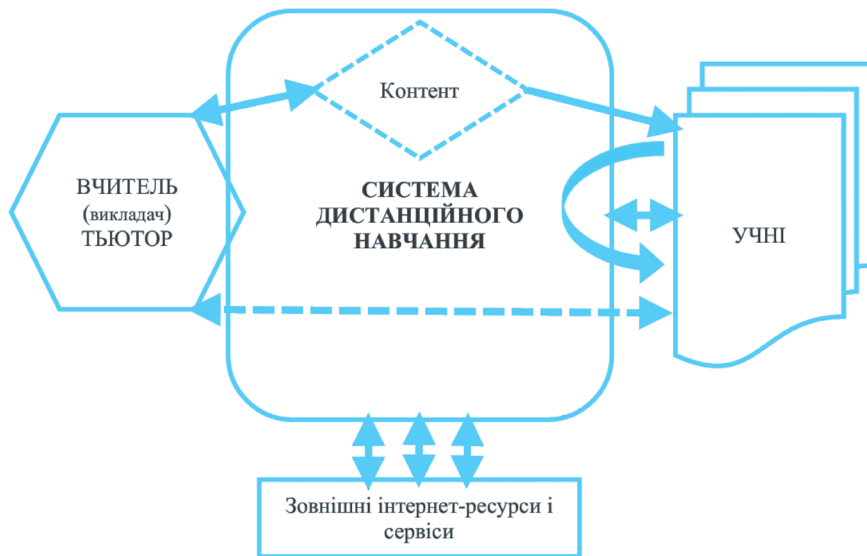 Контент
ВЧИТЕЛЬ
(викладач)
ТЬЮТОР
СИСТЕМА
ДИСТАНЦІЙНОГО
НАВЧАННЯ
УЧНІ
Зовнішні інтернет-ресурси і
сервіси